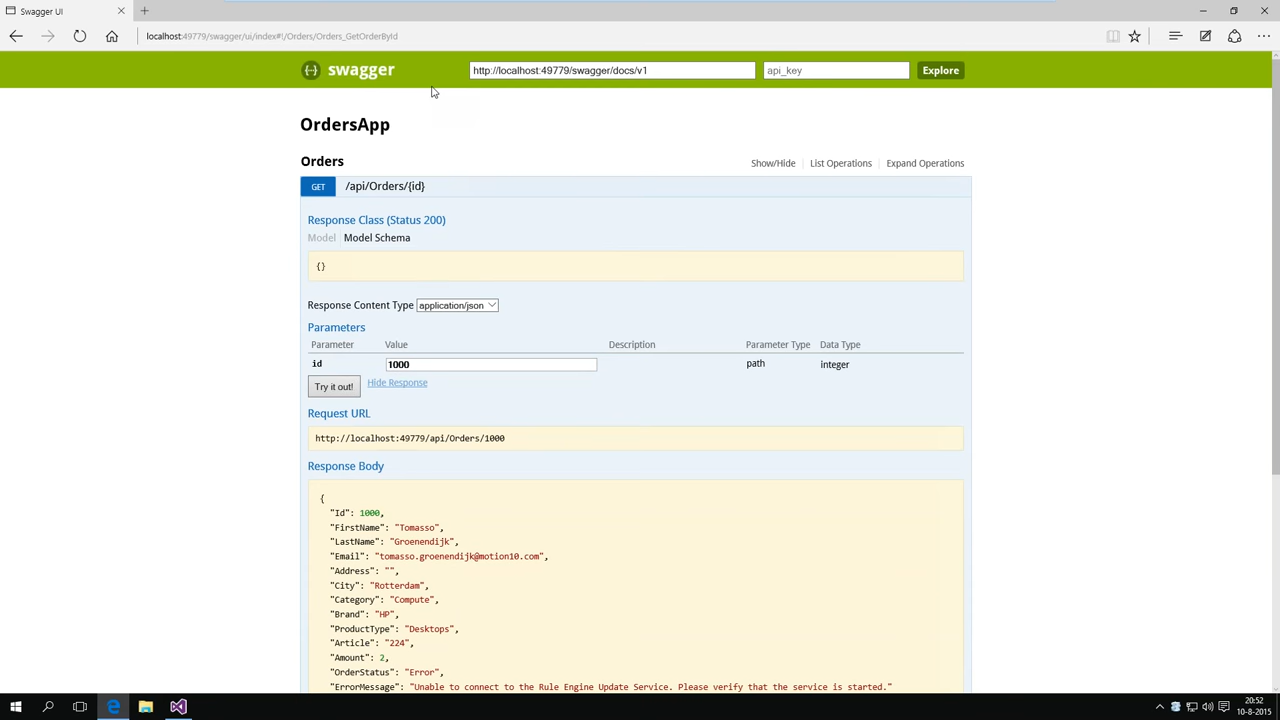 Swagger UI
localhost:49779/swagger/ui/index#!/Orders/Orders_GetOrderById
swagger
http://localhost:49779/swagger/docs/v1
api_key
Explore
OrdersApp
Orders
Show/Hide
List Operations
Expand Operations
GET
/api/Orders/{id}
Response Class (Status 200)
Model
Model Schema
{}
Response Content Type application/json
Parameters
Parameter Value Description Parameter Type Data Type
id 1000 path integer
Try it out! Hide Response
Request URL
http://localhost:49779/api/Orders/1000
Response Body
{
"Id": 1000,
"FirstName": "Tomasso",
"LastName": "Groenendijk",
"Email": "tomasso.groenendijk@motion10.com",
"Address": "",
"City": "Rotterdam",
"Category": "Compute",
"Brand": "HP",
"ProductType": "Desktops",
"Article": "224",
"Amount": 2,
"OrderStatus": "Error",
"ErrorMessage": "Unable to connect to the Rule Engine Update Service. Please verify that the service is started."
20:52
10-8-2015